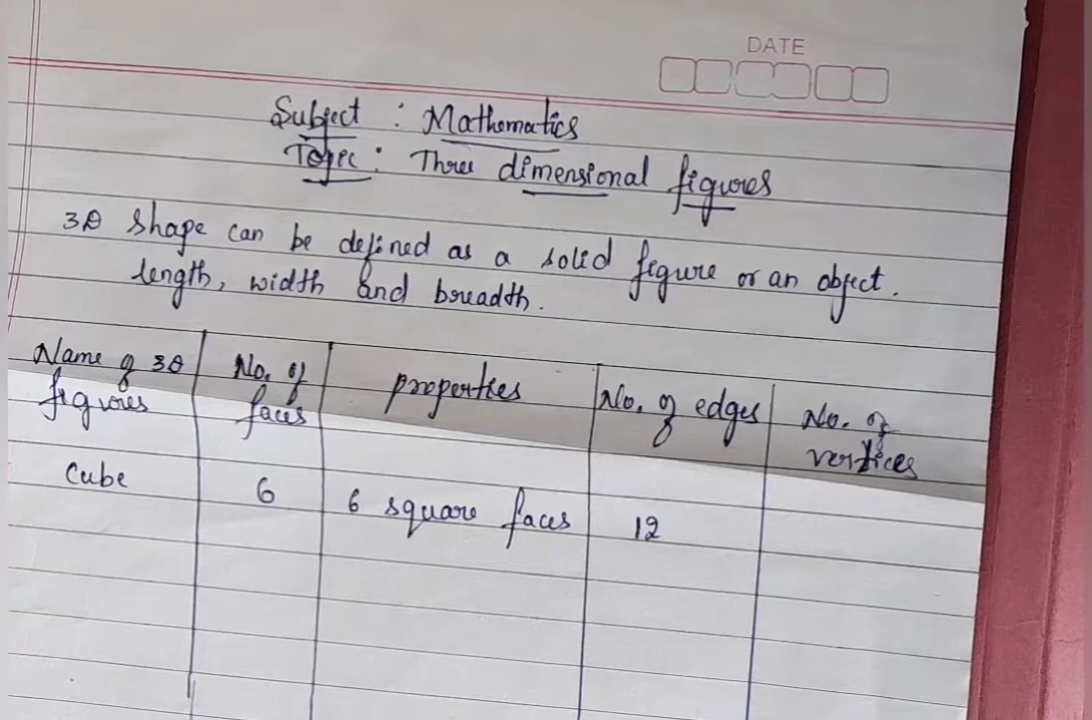 DATE
Subject : Mathematics
Topic : Three dimensional figures
3D shape can be defined as a solid figure or an object.
length, width and breadth.
Name of 3D figures | No. of faces | properties | No. of edges | No. of vertices
Cube | 6 | 6 square faces | 12